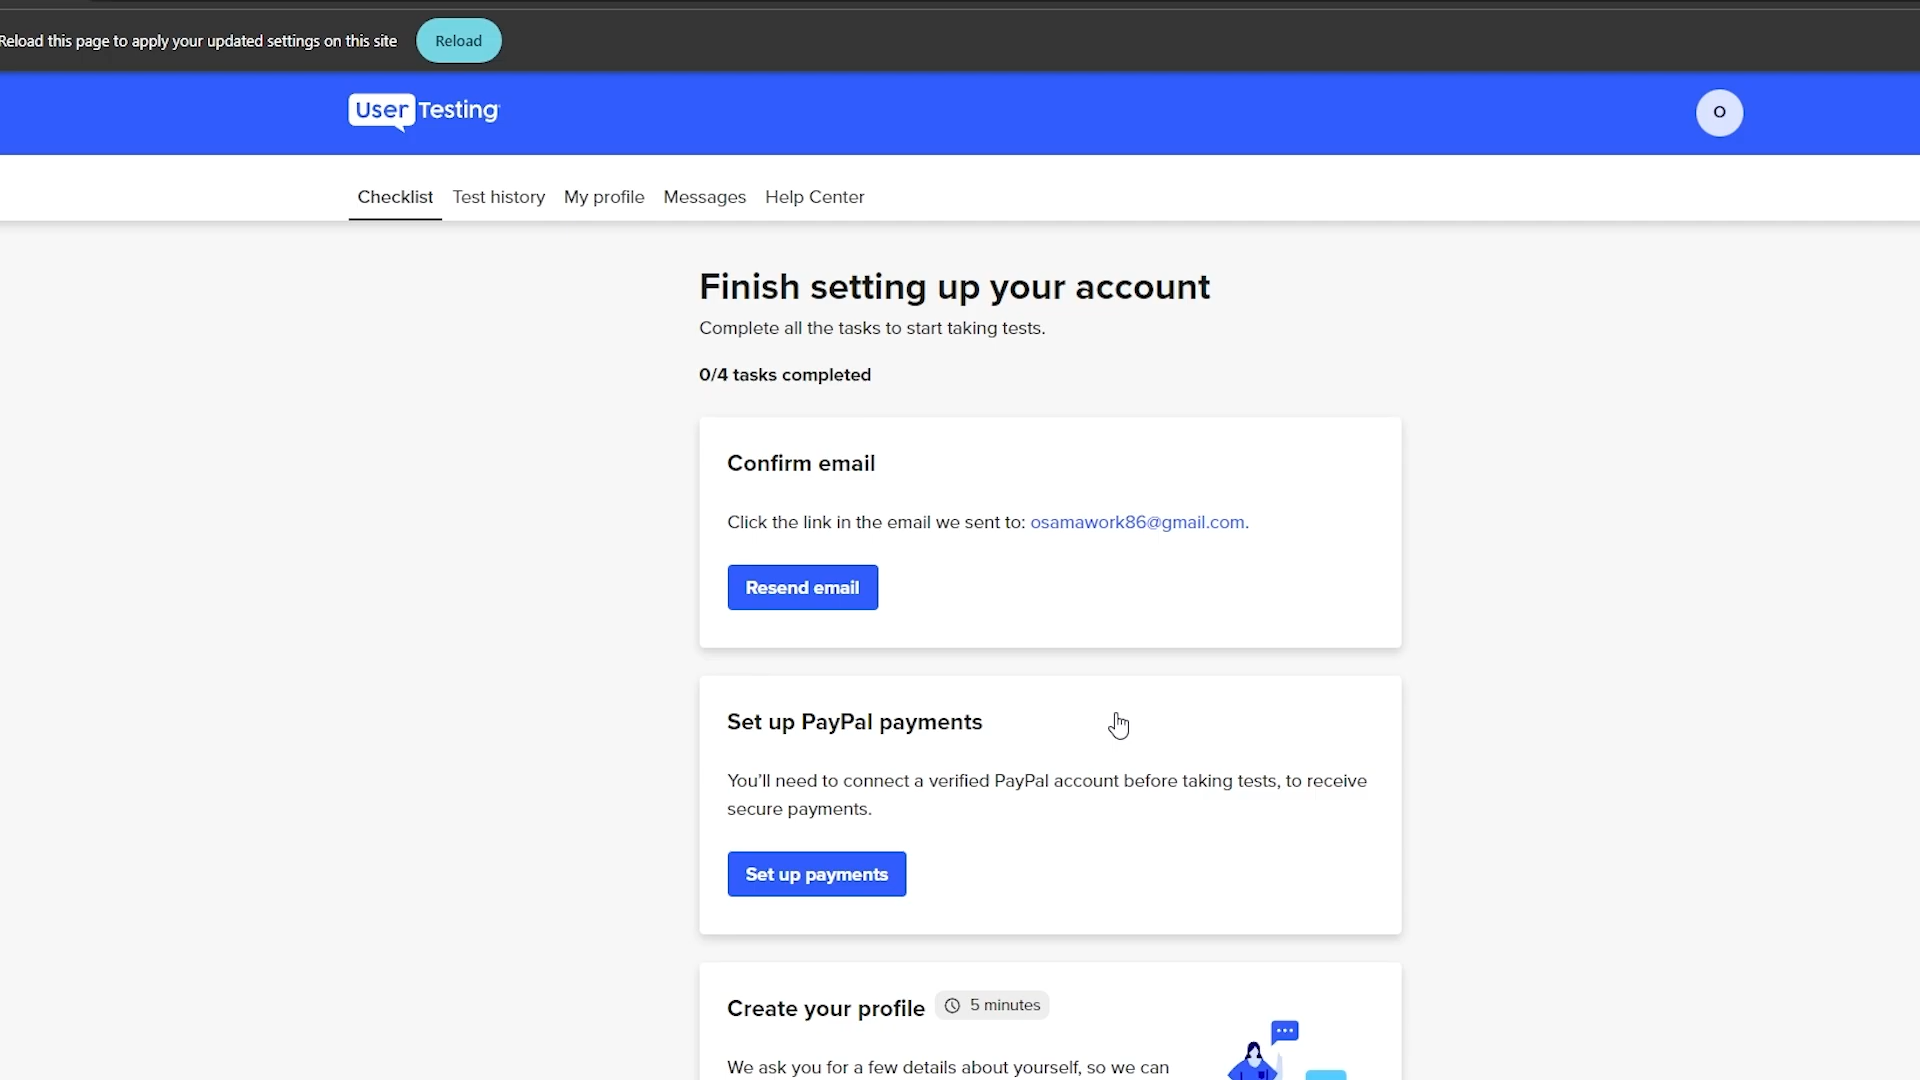 Reload this page to apply your updated settings on this site
Reload
User Testing
O
Checklist Test history My profile Messages Help Center
Finish setting up your account
Complete all the tasks to start taking tests.
0/4 tasks completed
Confirm email
Click the link in the email we sent to: osamawork86@gmail.com.
Resend email
Set up PayPal payments
You'll need to connect a verified PayPal account before taking tests, to receive
secure payments.
Set up payments
Create your profile 5 minutes
We ask you for a few details about yourself, so we can